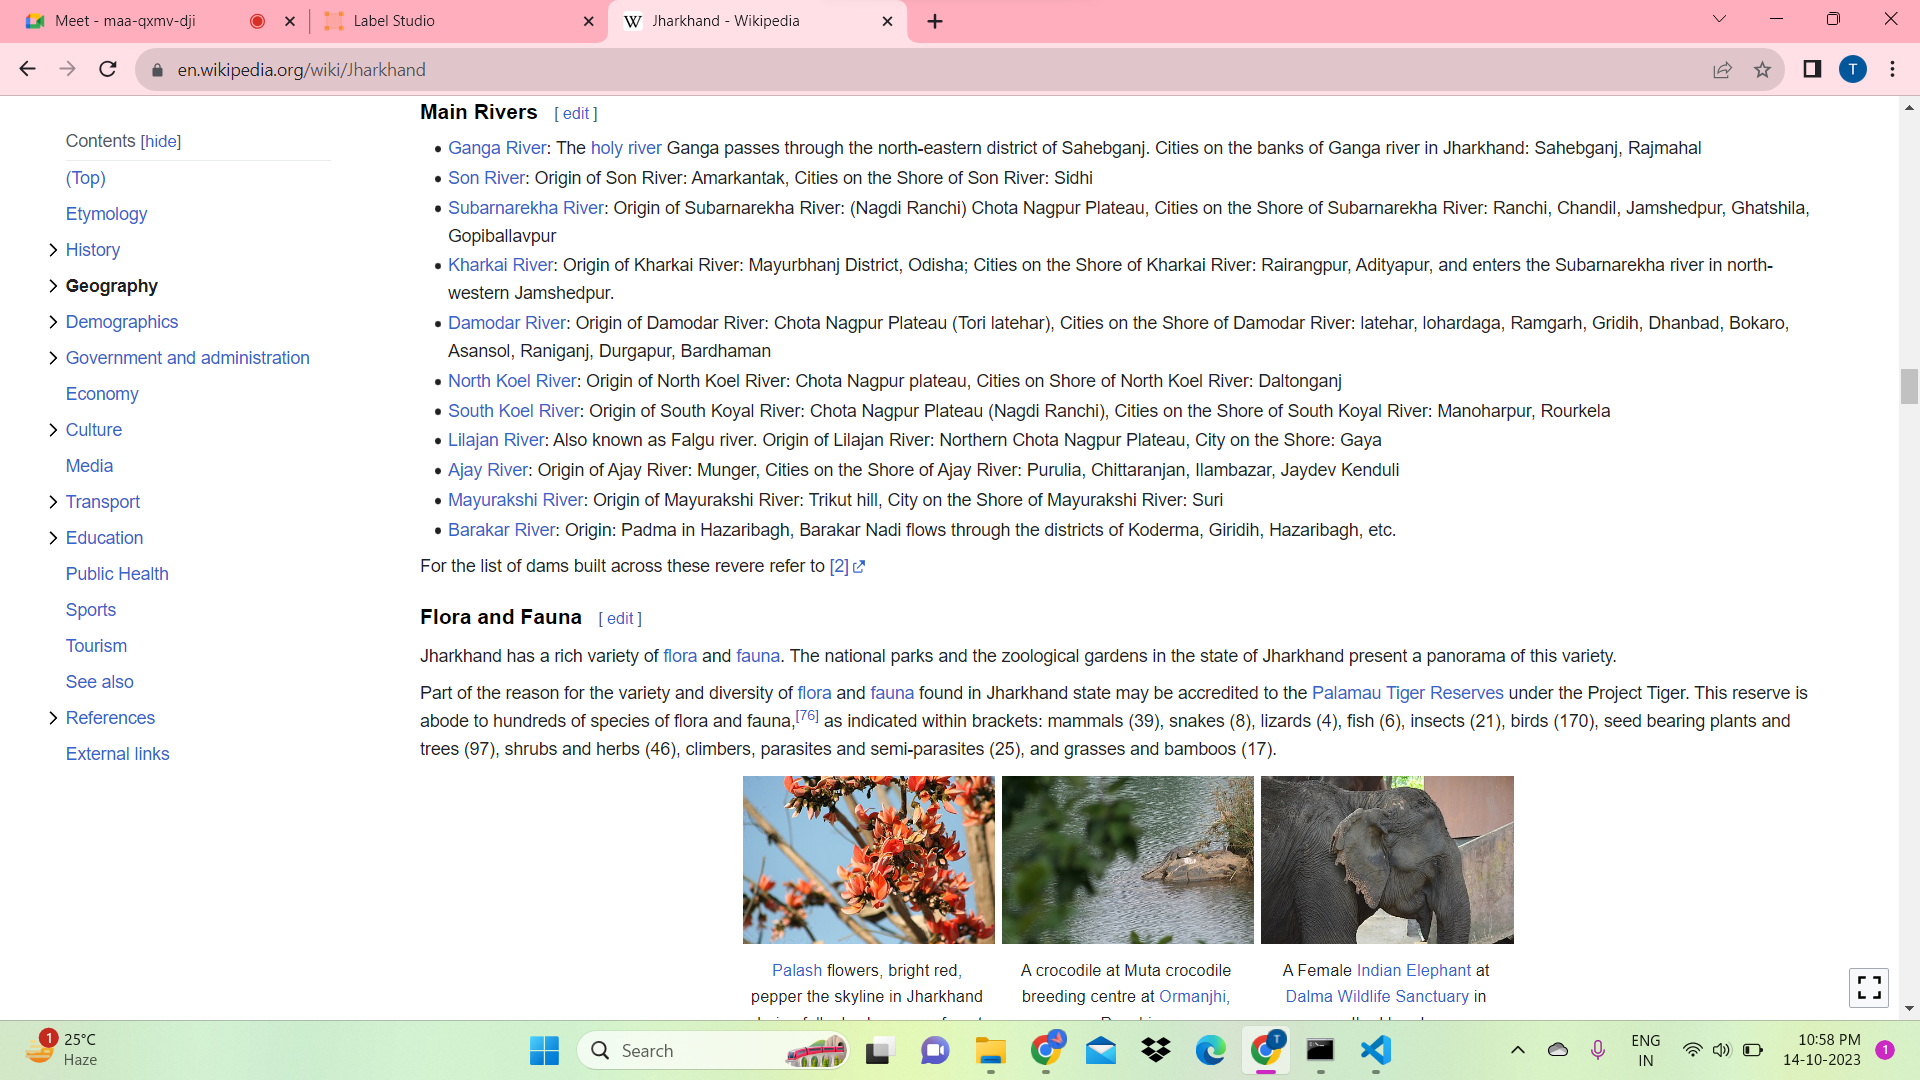 Meet - maa-qxmv-dji
Label Studio
Jharkhand - Wikipedia
en.wikipedia.org/wiki/Jharkhand
T
Contents [hide]
(Top)
Etymology
History
Geography
Demographics
Government and administration
Economy
Culture
Media
Transport
Education
Public Health
Sports
Tourism
See also
References
External links
Main Rivers [ edit ]
Ganga River: The holy river Ganga passes through the north-eastern district of Sahebganj. Cities on the banks of Ganga river in Jharkhand: Sahebganj, Rajmahal
Son River: Origin of Son River: Amarkantak, Cities on the Shore of Son River: Sidhi
Subarnarekha River: Origin of Subarnarekha River: (Nagdi Ranchi) Chota Nagpur Plateau, Cities on the Shore of Subarnarekha River: Ranchi, Chandil, Jamshedpur, Ghatshila,
Gopiballavpur
Kharkai River: Origin of Kharkai River: Mayurbhanj District, Odisha; Cities on the Shore of Kharkai River: Rairangpur, Adityapur, and enters the Subarnarekha river in north-
western Jamshedpur.
Damodar River: Origin of Damodar River: Chota Nagpur Plateau (Tori latehar), Cities on the Shore of Damodar River: latehar, lohardaga, Ramgarh, Gridih, Dhanbad, Bokaro,
Asansol, Raniganj, Durgapur, Bardhaman
North Koel River: Origin of North Koel River: Chota Nagpur plateau, Cities on Shore of North Koel River: Daltonganj
South Koel River: Origin of South Koyal River: Chota Nagpur Plateau (Nagdi Ranchi), Cities on the Shore of South Koyal River: Manoharpur, Rourkela
Lilajan River: Also known as Falgu river. Origin of Lilajan River: Northern Chota Nagpur Plateau, City on the Shore: Gaya
Ajay River: Origin of Ajay River: Munger, Cities on the Shore of Ajay River: Purulia, Chittaranjan, Ilambazar, Jaydev Kenduli
Mayurakshi River: Origin of Mayurakshi River: Trikut hill, City on the Shore of Mayurakshi River: Suri
Barakar River: Origin: Padma in Hazaribagh, Barakar Nadi flows through the districts of Koderma, Giridih, Hazaribagh, etc.
For the list of dams built across these revere refer to [2]
Flora and Fauna [ edit ]
Jharkhand has a rich variety of flora and fauna. The national parks and the zoological gardens in the state of Jharkhand present a panorama of this variety.
Part of the reason for the variety and diversity of flora and fauna found in Jharkhand state may be accredited to the Palamau Tiger Reserves under the Project Tiger. This reserve is
abode to hundreds of species of flora and fauna,[76] as indicated within brackets: mammals (39), snakes (8), lizards (4), fish (6), insects (21), birds (170), seed bearing plants and
trees (97), shrubs and herbs (46), climbers, parasites and semi-parasites (25), and grasses and bamboos (17).
Palash flowers, bright red,
pepper the skyline in Jharkhand
A crocodile at Muta crocodile
breeding centre at Ormanjhi,
A Female Indian Elephant at
Dalma Wildlife Sanctuary in
1
25°C
Haze
Search
T
ENG
IN
10:58 PM
14-10-2023
1